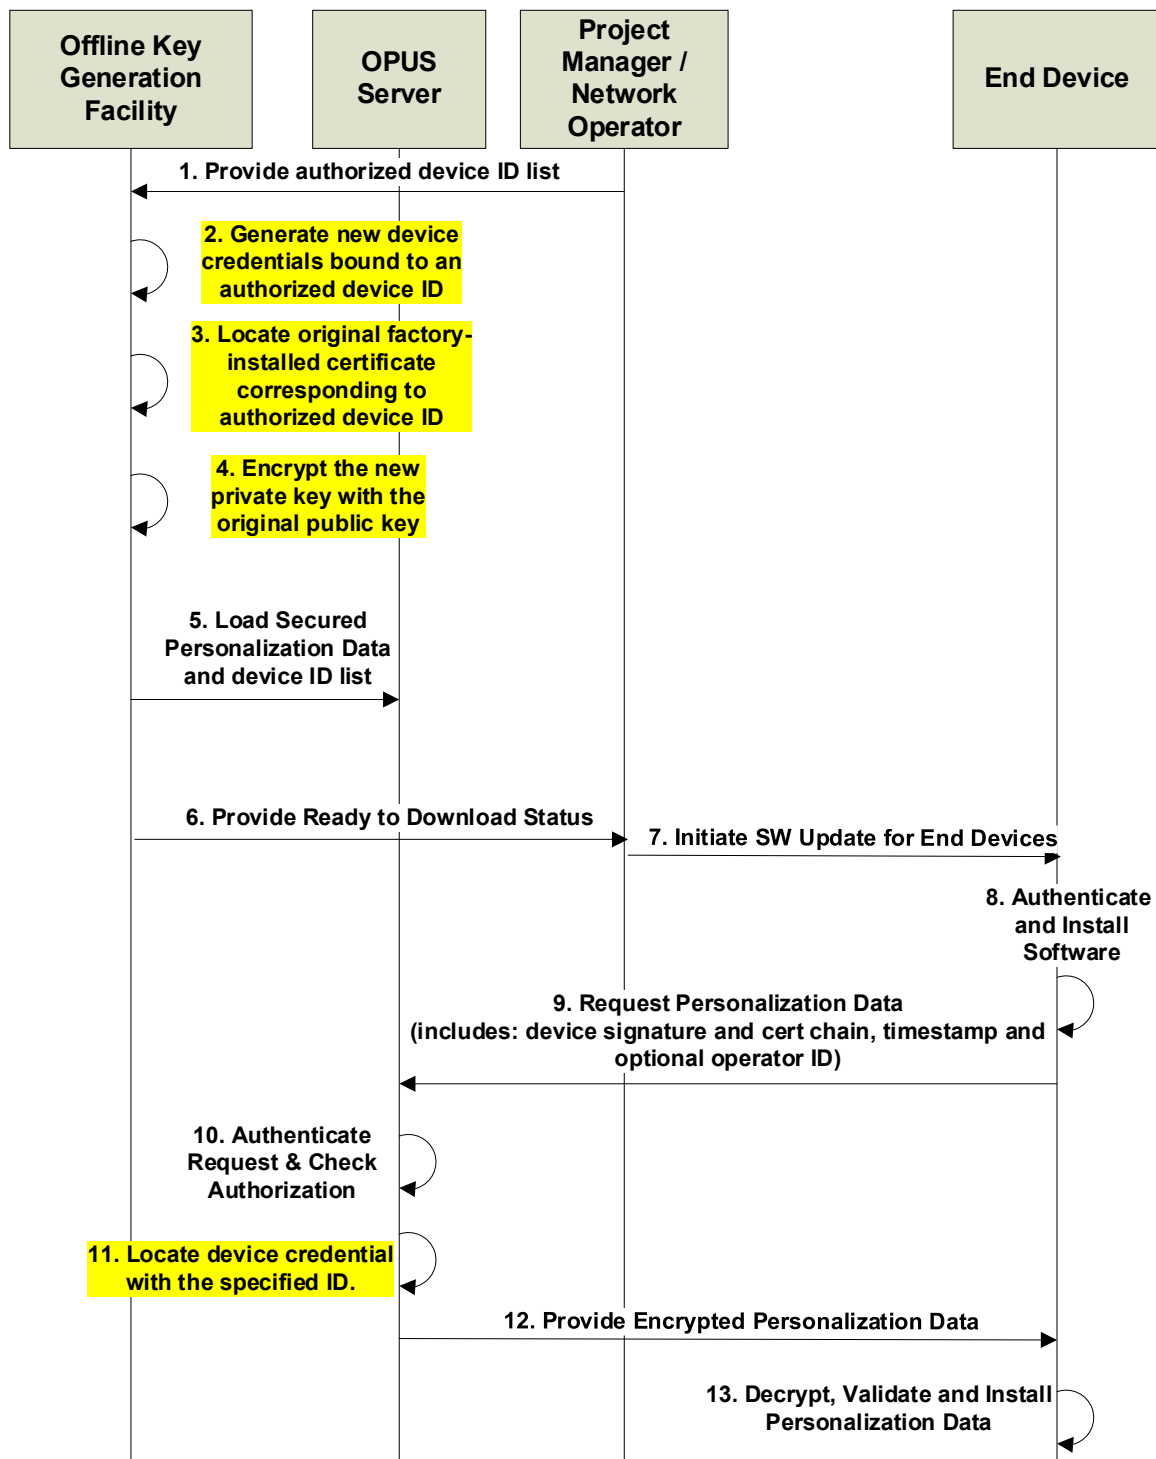 Offline Key
Generation
Facility
OPUS
Server
Project
Manager /
Network
Operator
End Device
1. Provide authorized device ID list
2. Generate new device
credentials bound to an
authorized device ID
3. Locate original factory-
installed certificate
corresponding to
authorized device ID
4. Encrypt the new
private key with the
original public key
5. Load Secured
Personalization Data
and device ID list
6. Provide Ready to Download Status
7. Initiate SW Update for End Devices
8. Authenticate
and Install
Software
9. Request Personalization Data
(includes: device signature and cert chain, timestamp and
optional operator ID)
10. Authenticate
Request & Check
Authorization
11. Locate device credential
with the specified ID.
12. Provide Encrypted Personalization Data
13. Decrypt, Validate and Install
Personalization Data